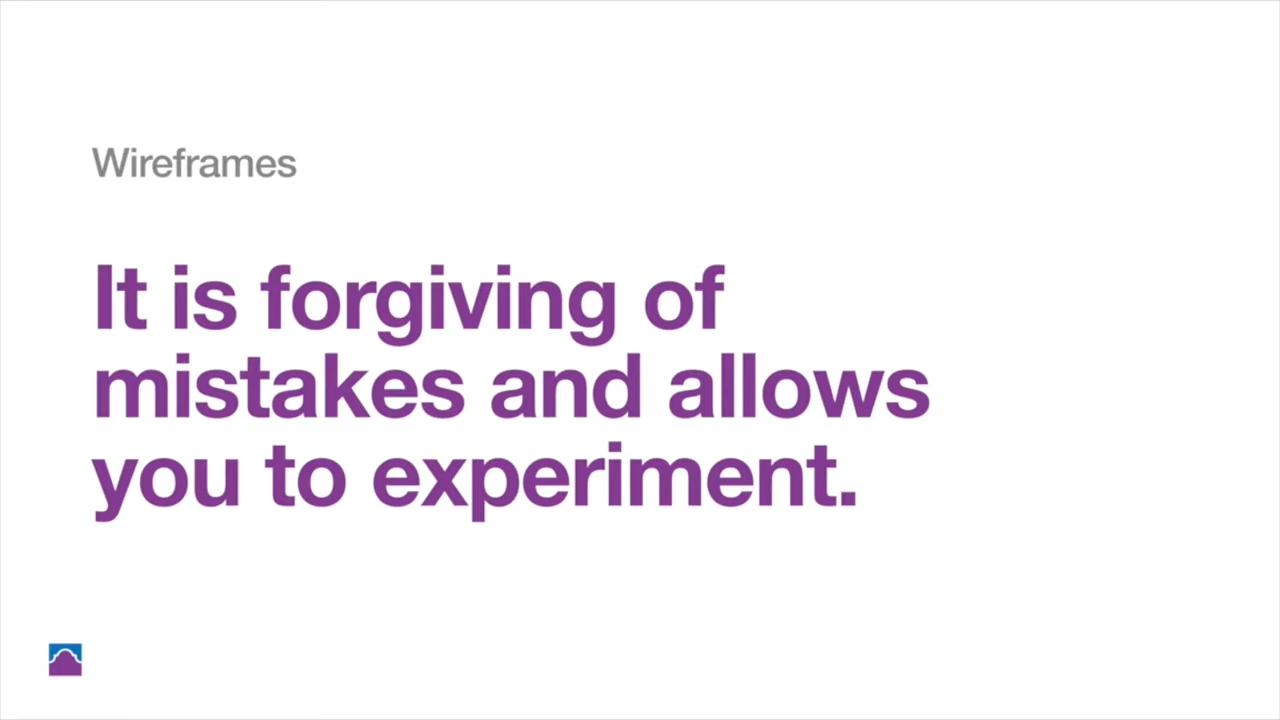 Wireframes
It is forgiving of
mistakes and allows
you to experiment.